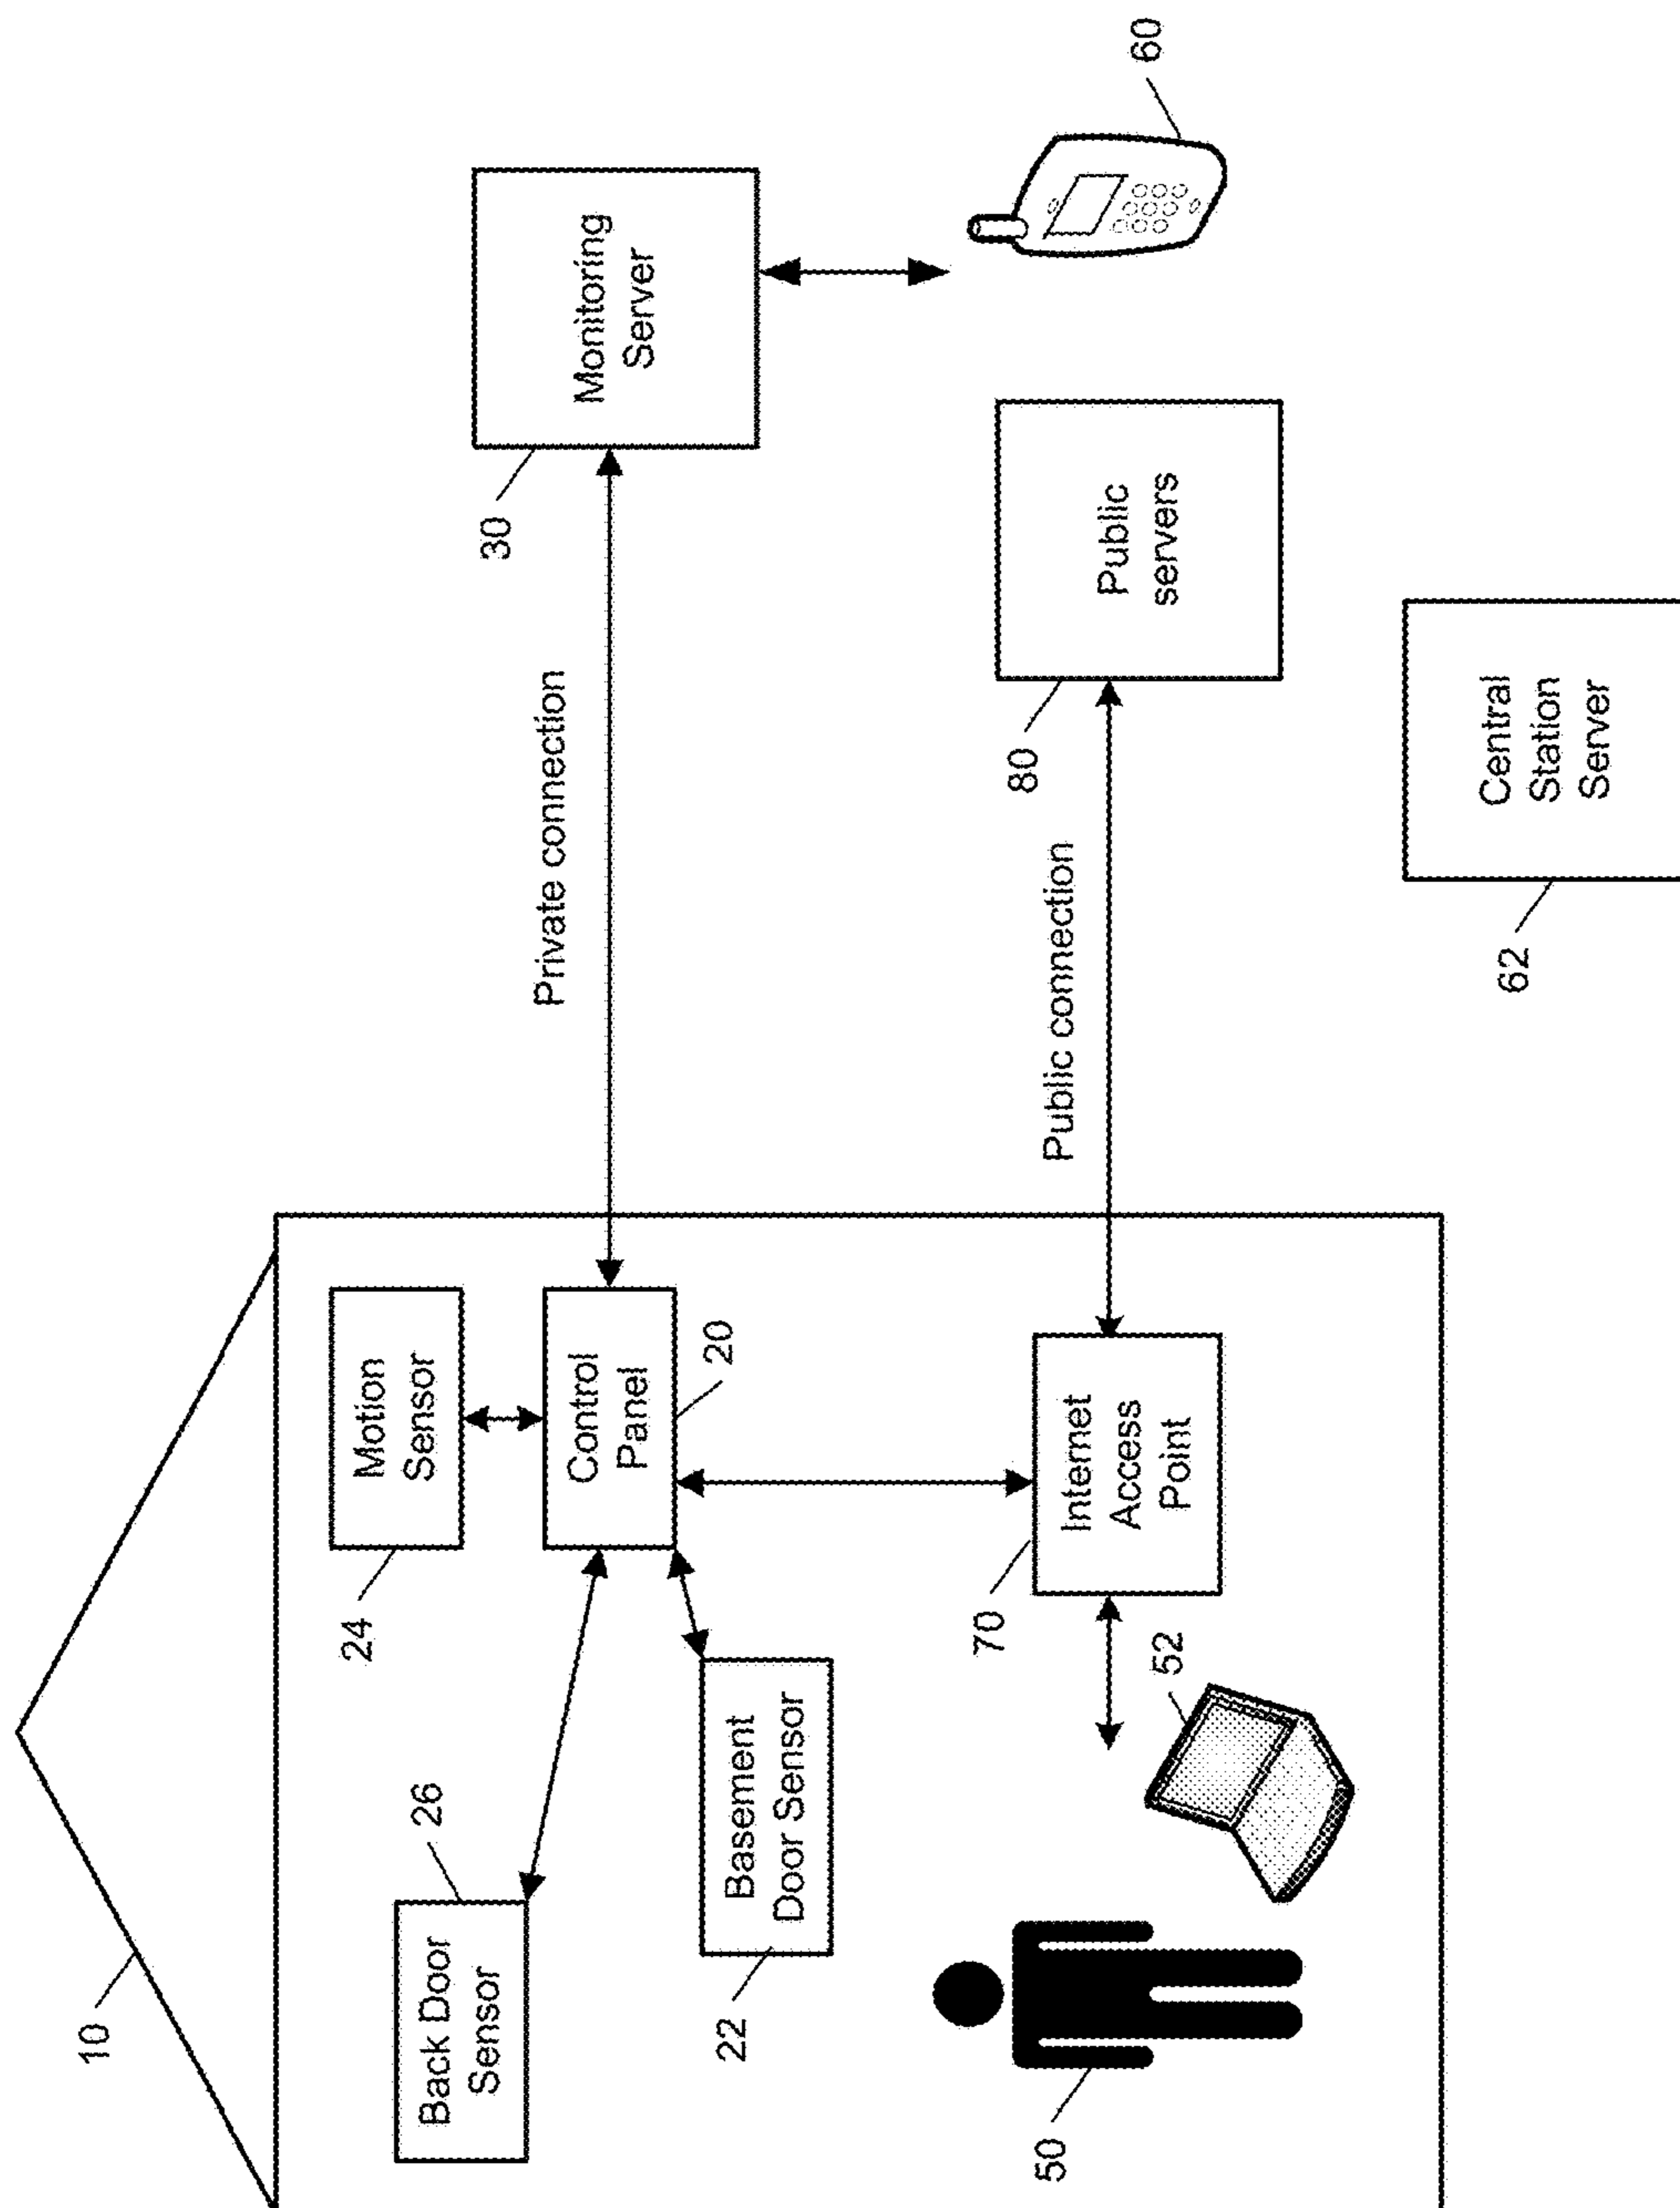 10
Back Door
Sensor
26
24
Motion
Sensor
Control
Panel
20
Basement
Door Sensor
22
50
52
70
Internet
Access
Point
Private connection
30
Monitoring
Server
60
Public connection
80
Public
servers
62
Central
Station
Server